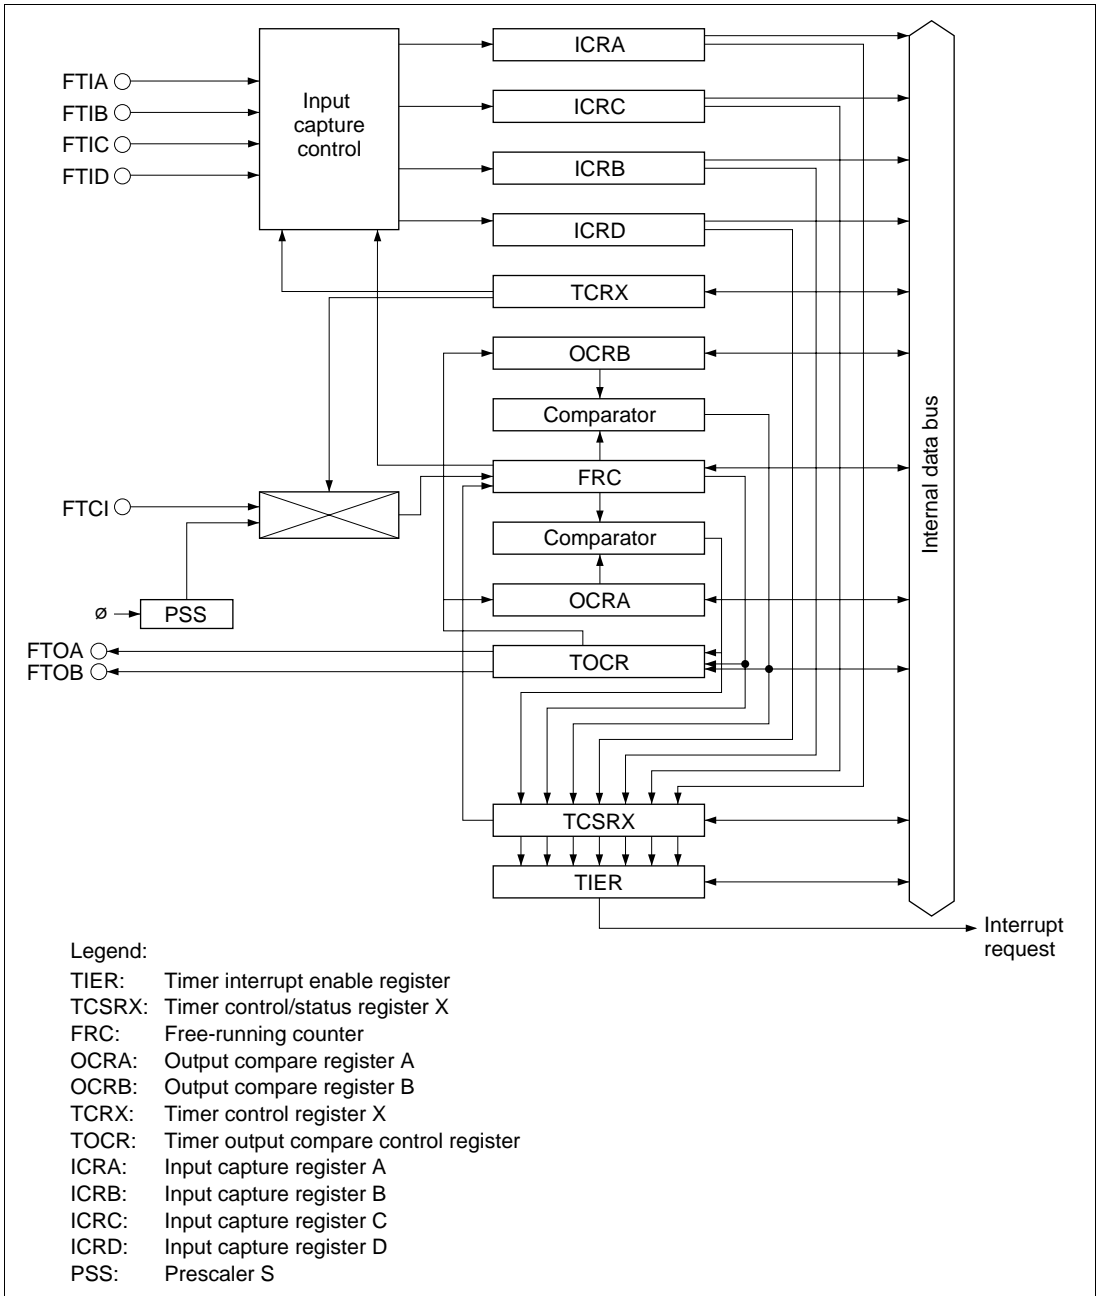 ICRA
FTIA
ICRC
FTIB
Input
capture
control
FTIC
ICRB
FTID
ICRD
TCRX
OCRB
Comparator
Internal data bus
FRC
FTCI
Comparator
OCRA
ø
PSS
FTOA
TOCR
FTOB
TCSRX
TIER
Interrupt
request
Legend:
TIER: Timer interrupt enable register
TCSRX: Timer control/status register X
FRC: Free-running counter
OCRA: Output compare register A
OCRB: Output compare register B
TCRX: Timer control register X
TOCR: Timer output compare control register
ICRA: Input capture register A
ICRB: Input capture register B
ICRC: Input capture register C
ICRD: Input capture register D
PSS: Prescaler S